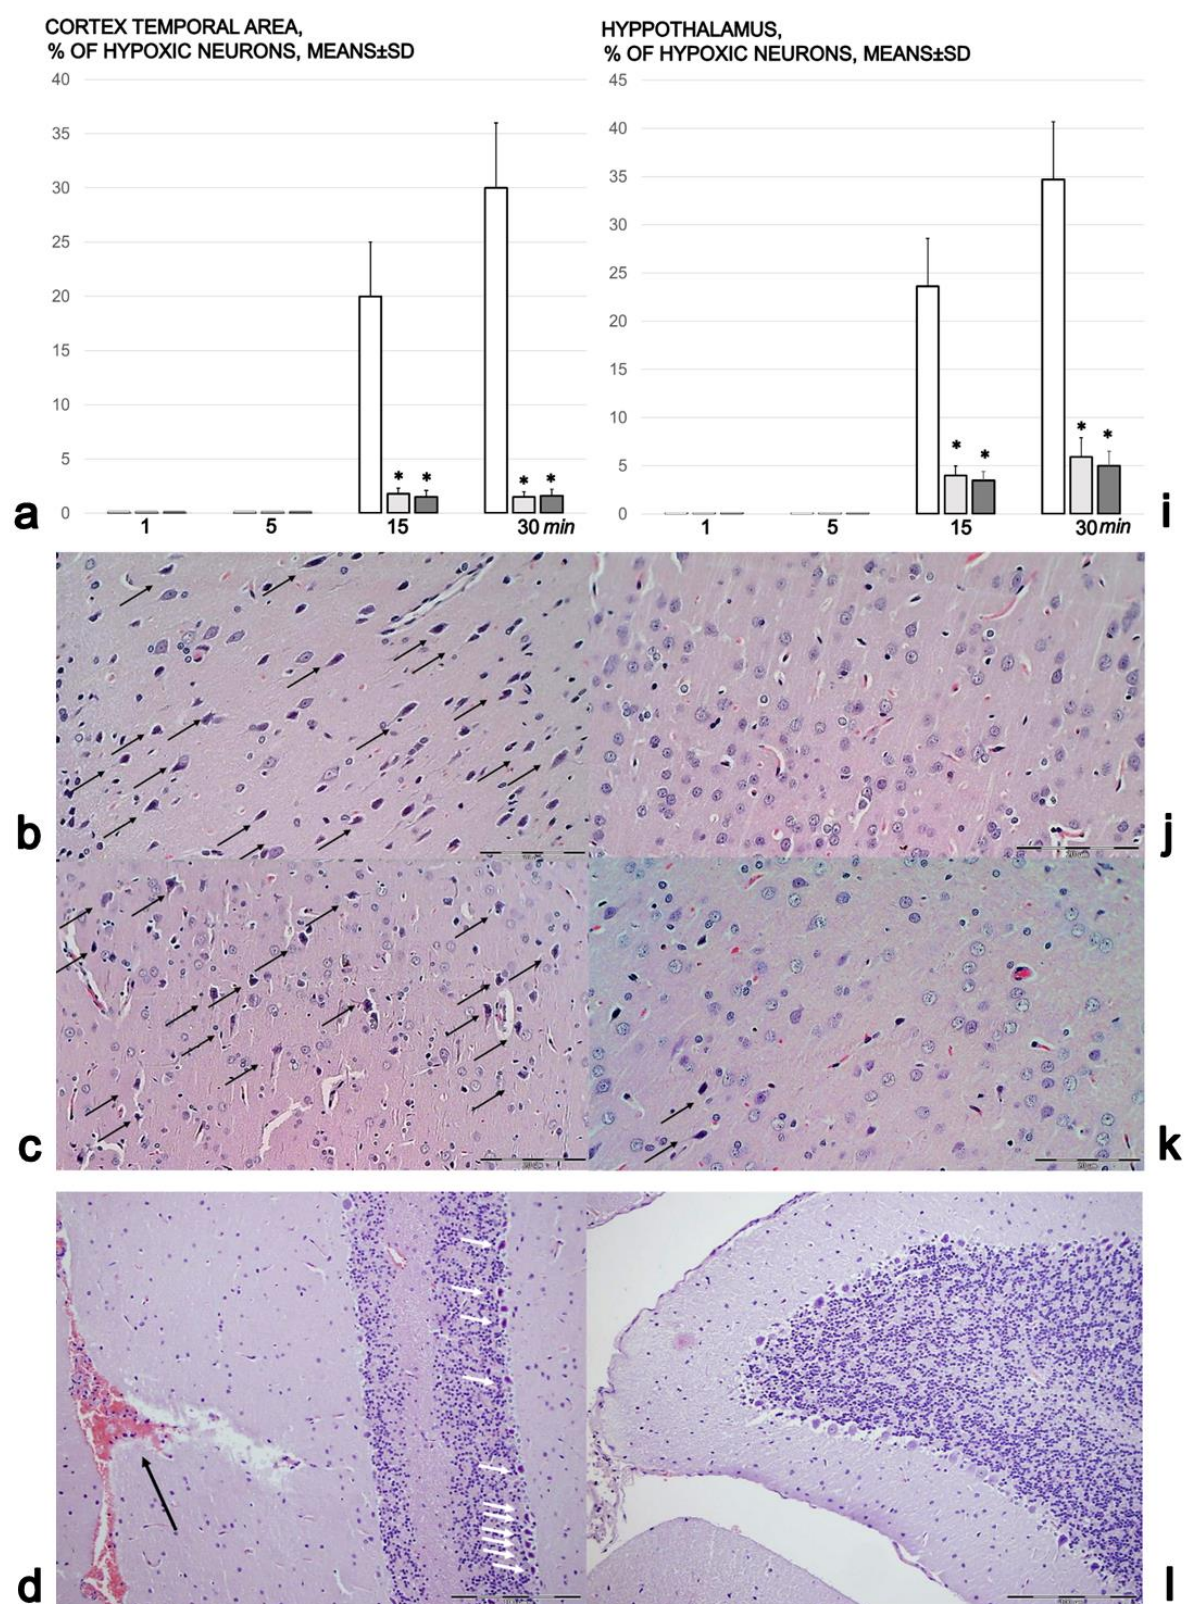 CORTEX TEMPORAL AREA,
% OF HYPOXIC NEURONS, MEANS±SD
40
35
30
25
20
15
10
5
0
* * * *
1 5 15 30 min
a
HYPPOTHALAMUS,
% OF HYPOXIC NEURONS, MEANS±SD
45
40
35
30
25
20
15
10
5
0
* * * *
1 5 15 30 min
i
b
j
c
k
d
l